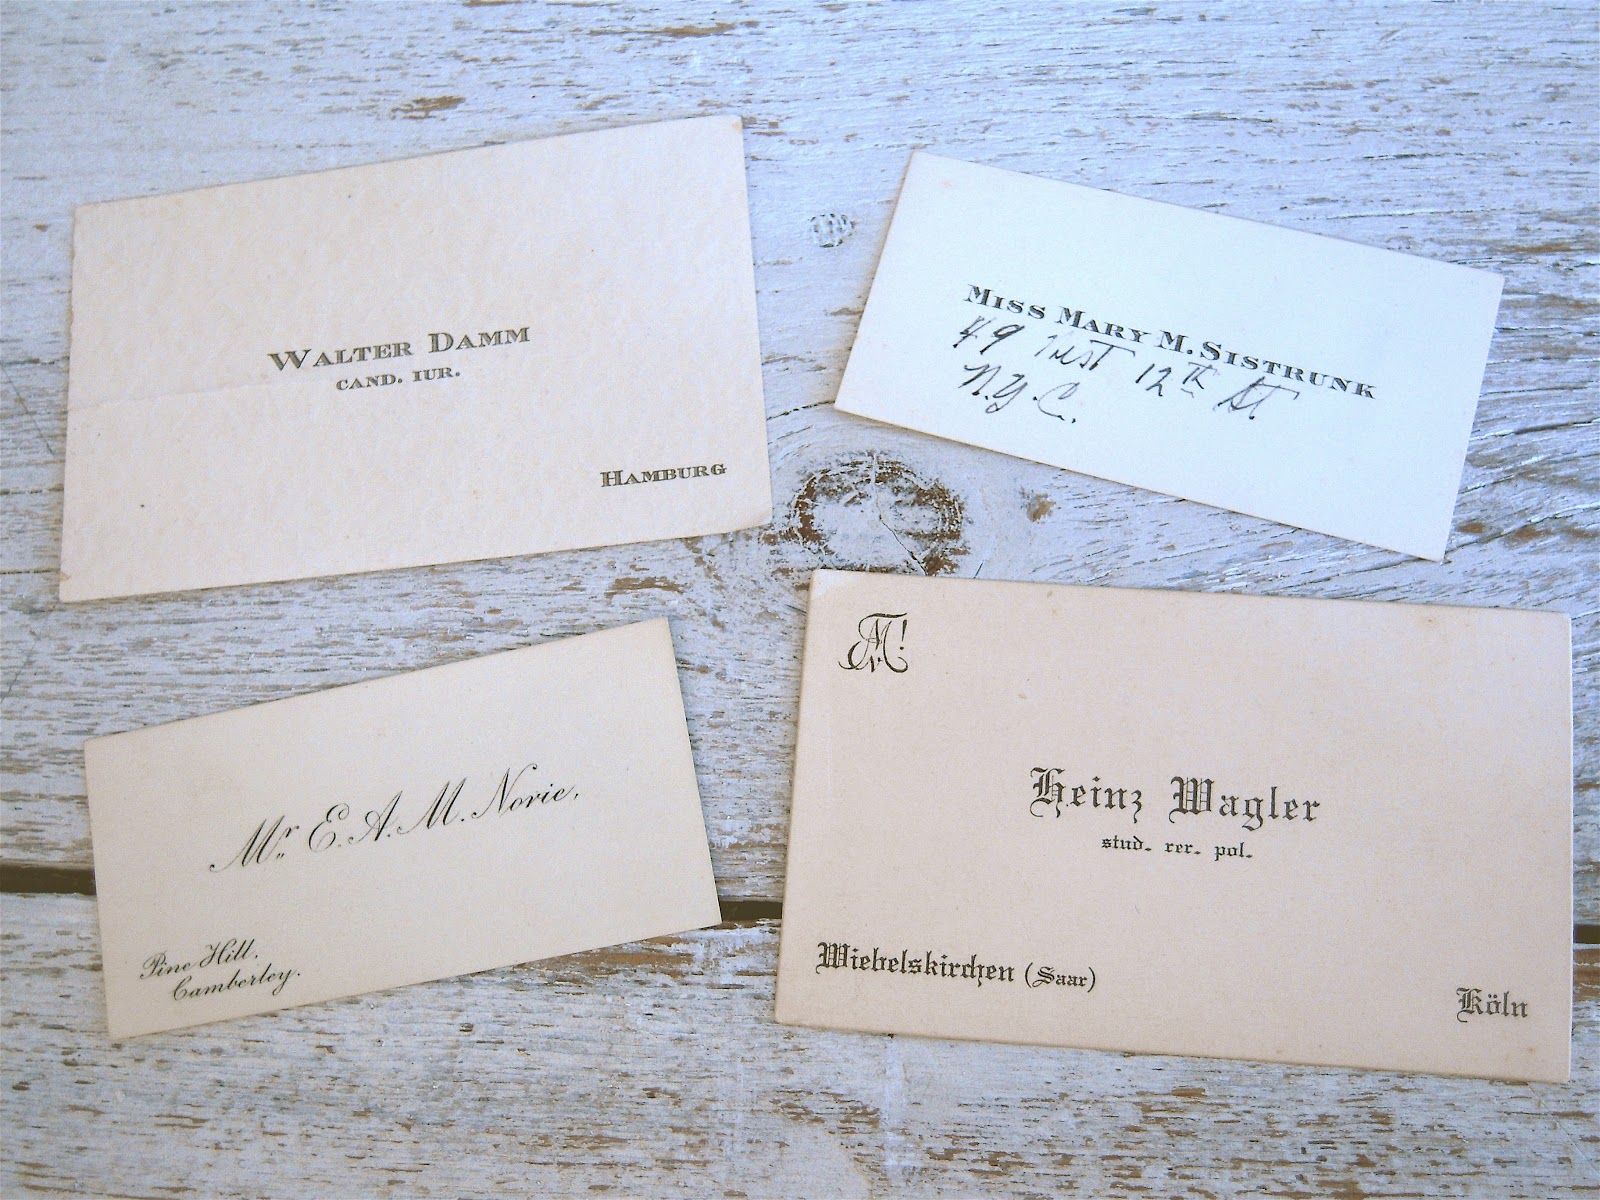 WALTER DAMM
CAND. IUR.
HAMBURG
MISS MARY M. SISTRUNK
49 West 12th St
N.Y.C.
Mr. E. A. M. Norie,
Pine Hill,
Camberley.
Heinz Wagler
stud. rer. pol.
Wiebelskirchen (Saar)
Köln